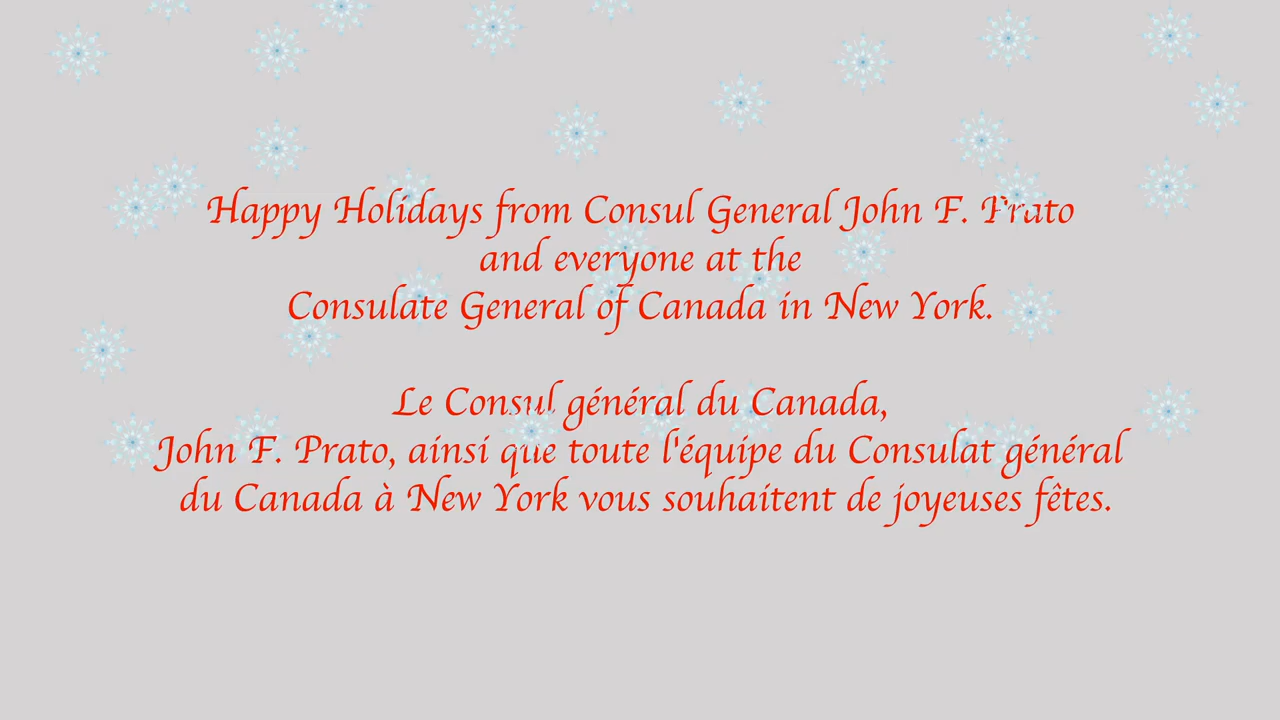 Happy Holidays from Consul General John F. Prato
and everyone at the
Consulate General of Canada in New York.
Le Consul général du Canada,
John F. Prato, ainsi que toute l'équipe du Consulat général
du Canada à New York vous souhaitent de joyeuses fêtes.